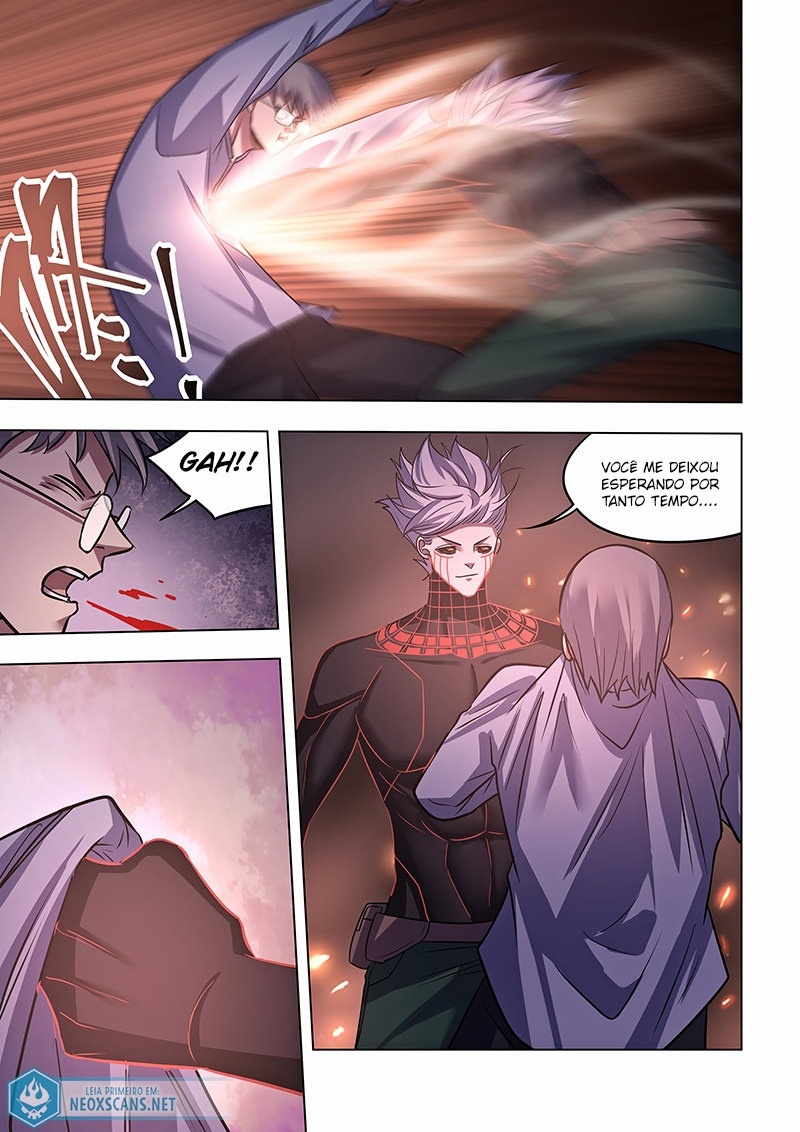 GAH!!
VOCÊ ME DEIXOU
ESPERANDO POR
TANTO TEMPO....
LEIA PRIMEIRO EM:
NEOXSCANS.NET